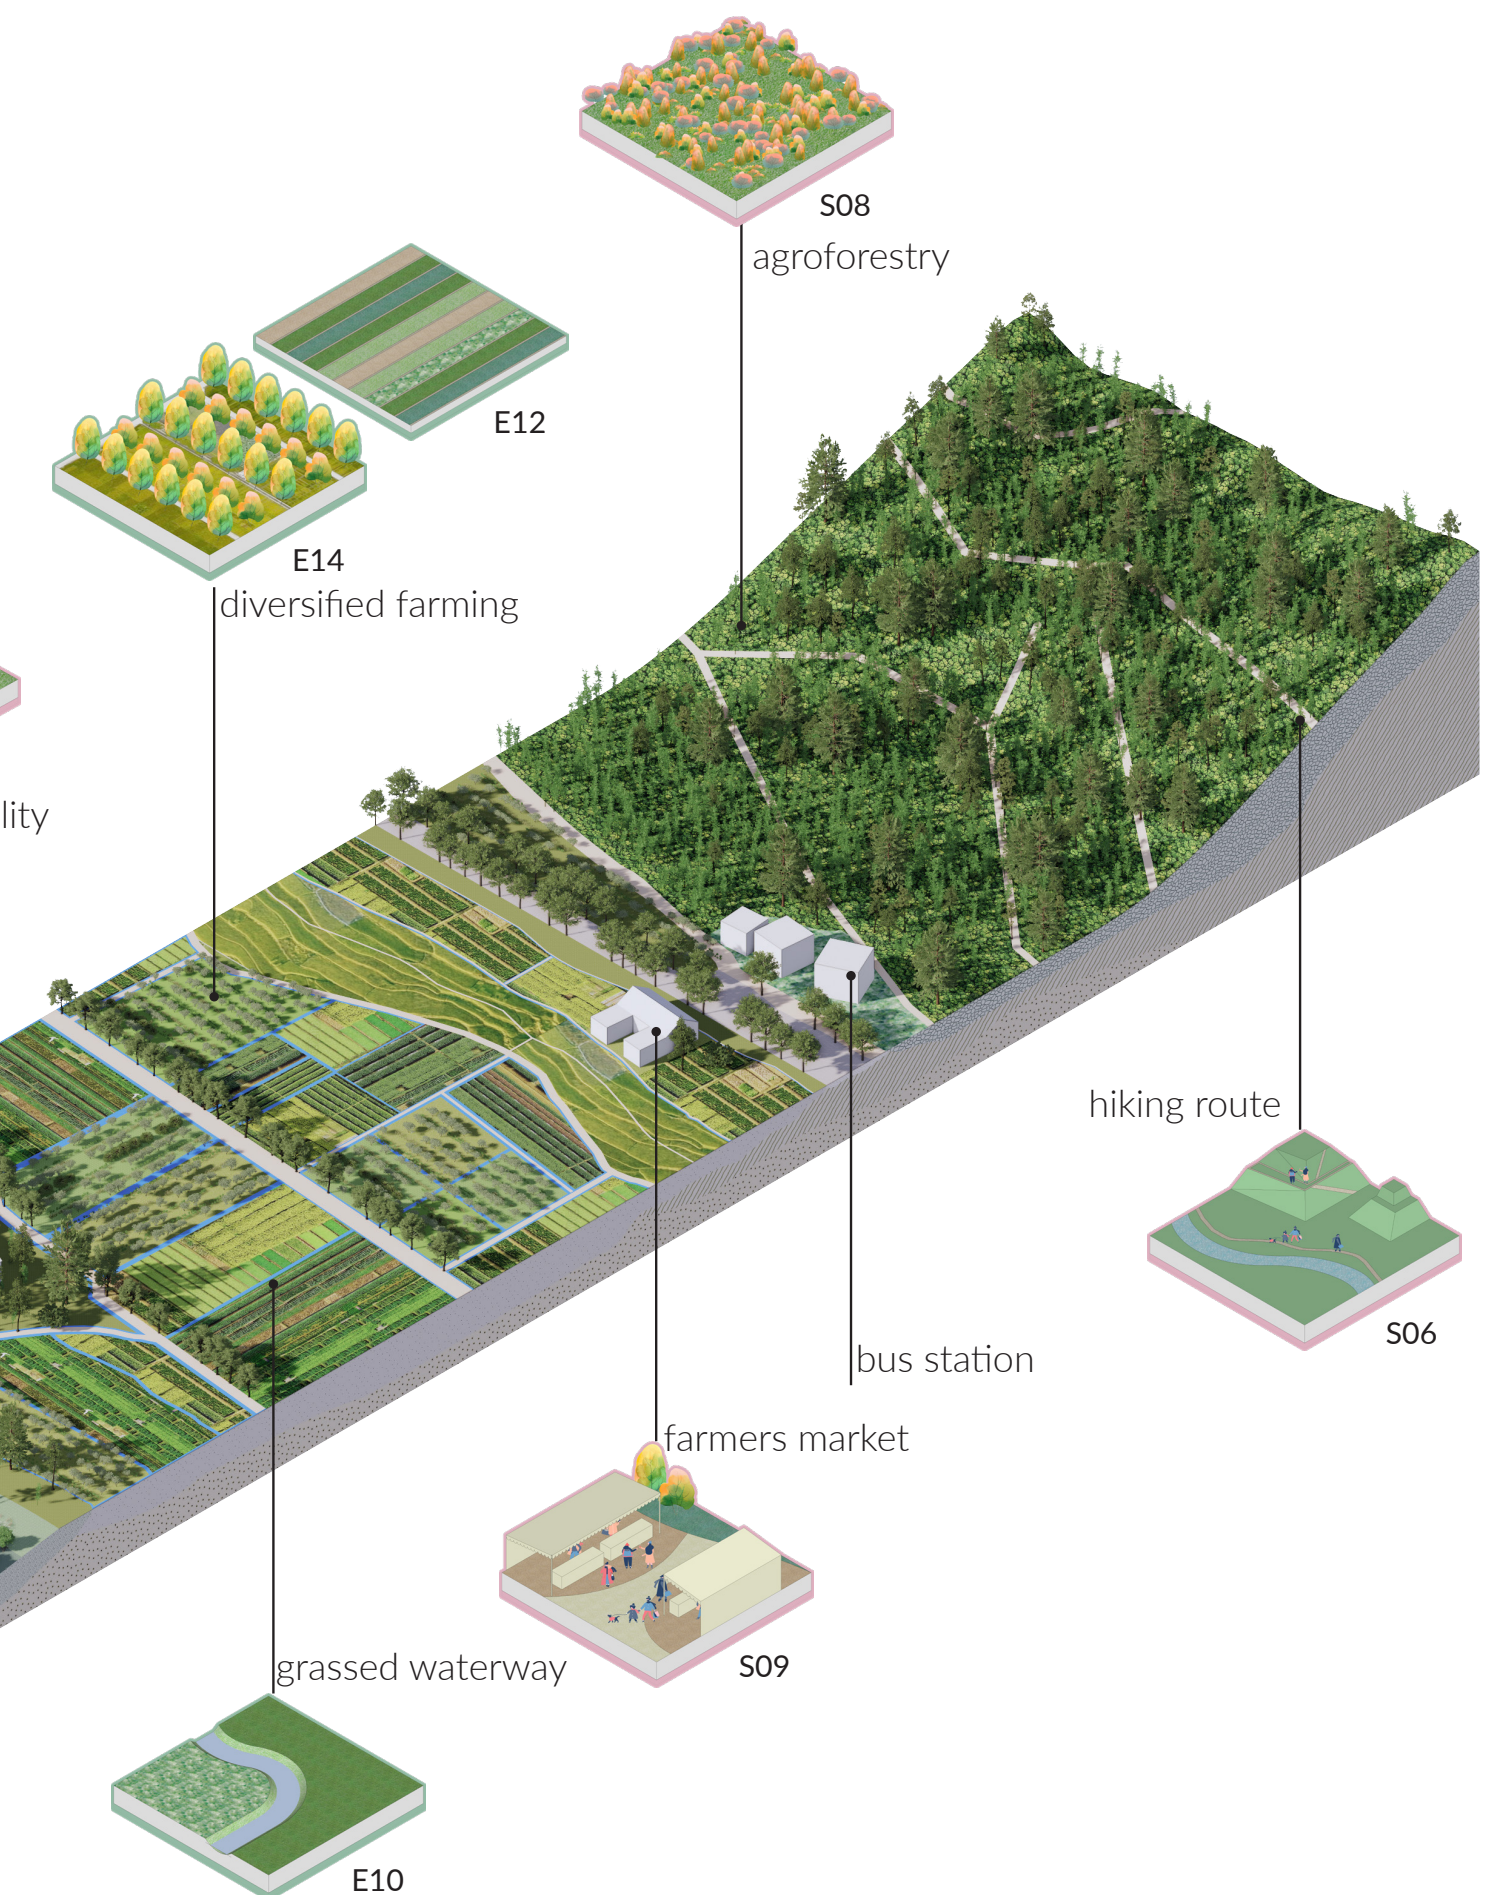 S08
agroforestry
E12
E14
diversified farming
lity
hiking route
S06
bus station
farmers market
S09
grassed waterway
E10